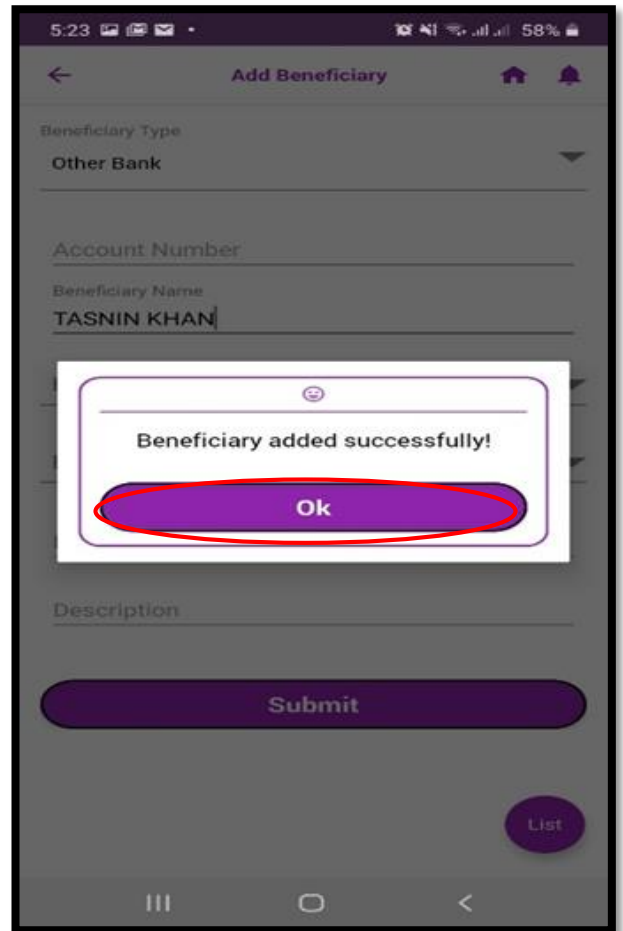 5:23
58%
Add Beneficiary
Beneficiary Type
Other Bank
Account Number
Beneficiary Name
TASNIN KHAN
Beneficiary added successfully!
Ok
Description
Submit
List